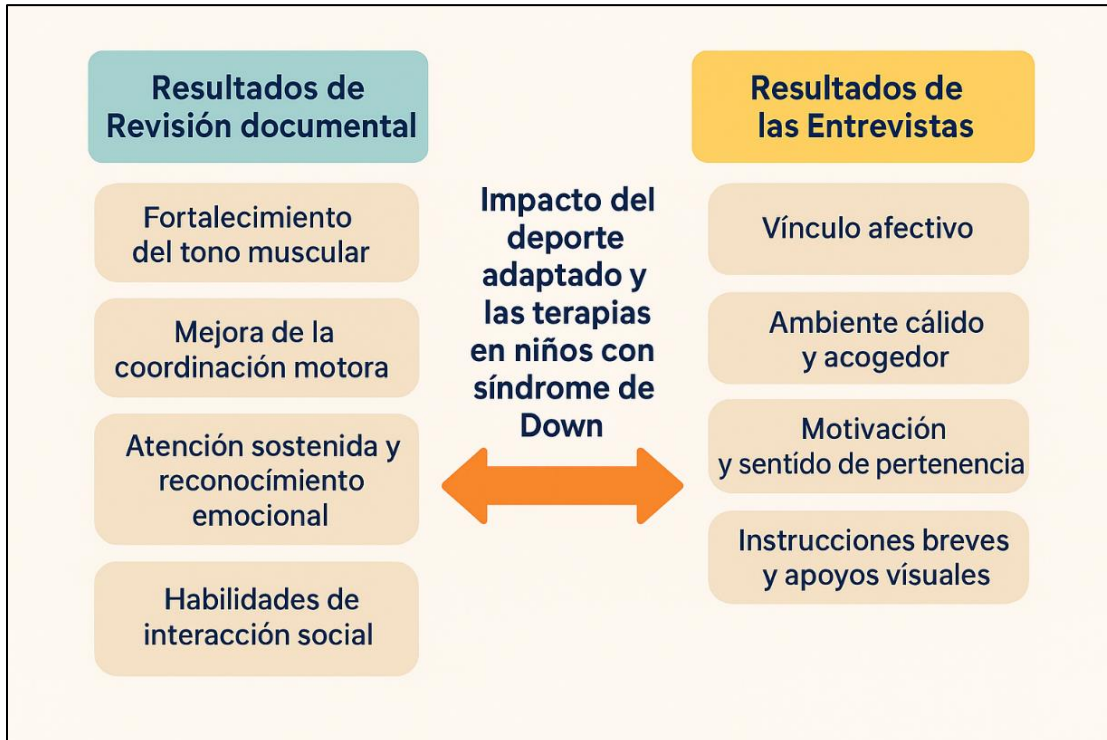 Resultados de
Revisión documental
Fortalecimiento
del tono muscular
Mejora de la
coordinación motora
Atención sostenida y
reconocimiento
emocional
Habilidades de
interacción social
Impacto del
deporte
adaptado y
las terapias
en niños con
síndrome de
Down
Resultados de
las Entrevistas
Vínculo afectivo
Ambiente cálido
y acogedor
Motivación
y sentido de pertenencia
Instrucciones breves
y apoyos vísuales